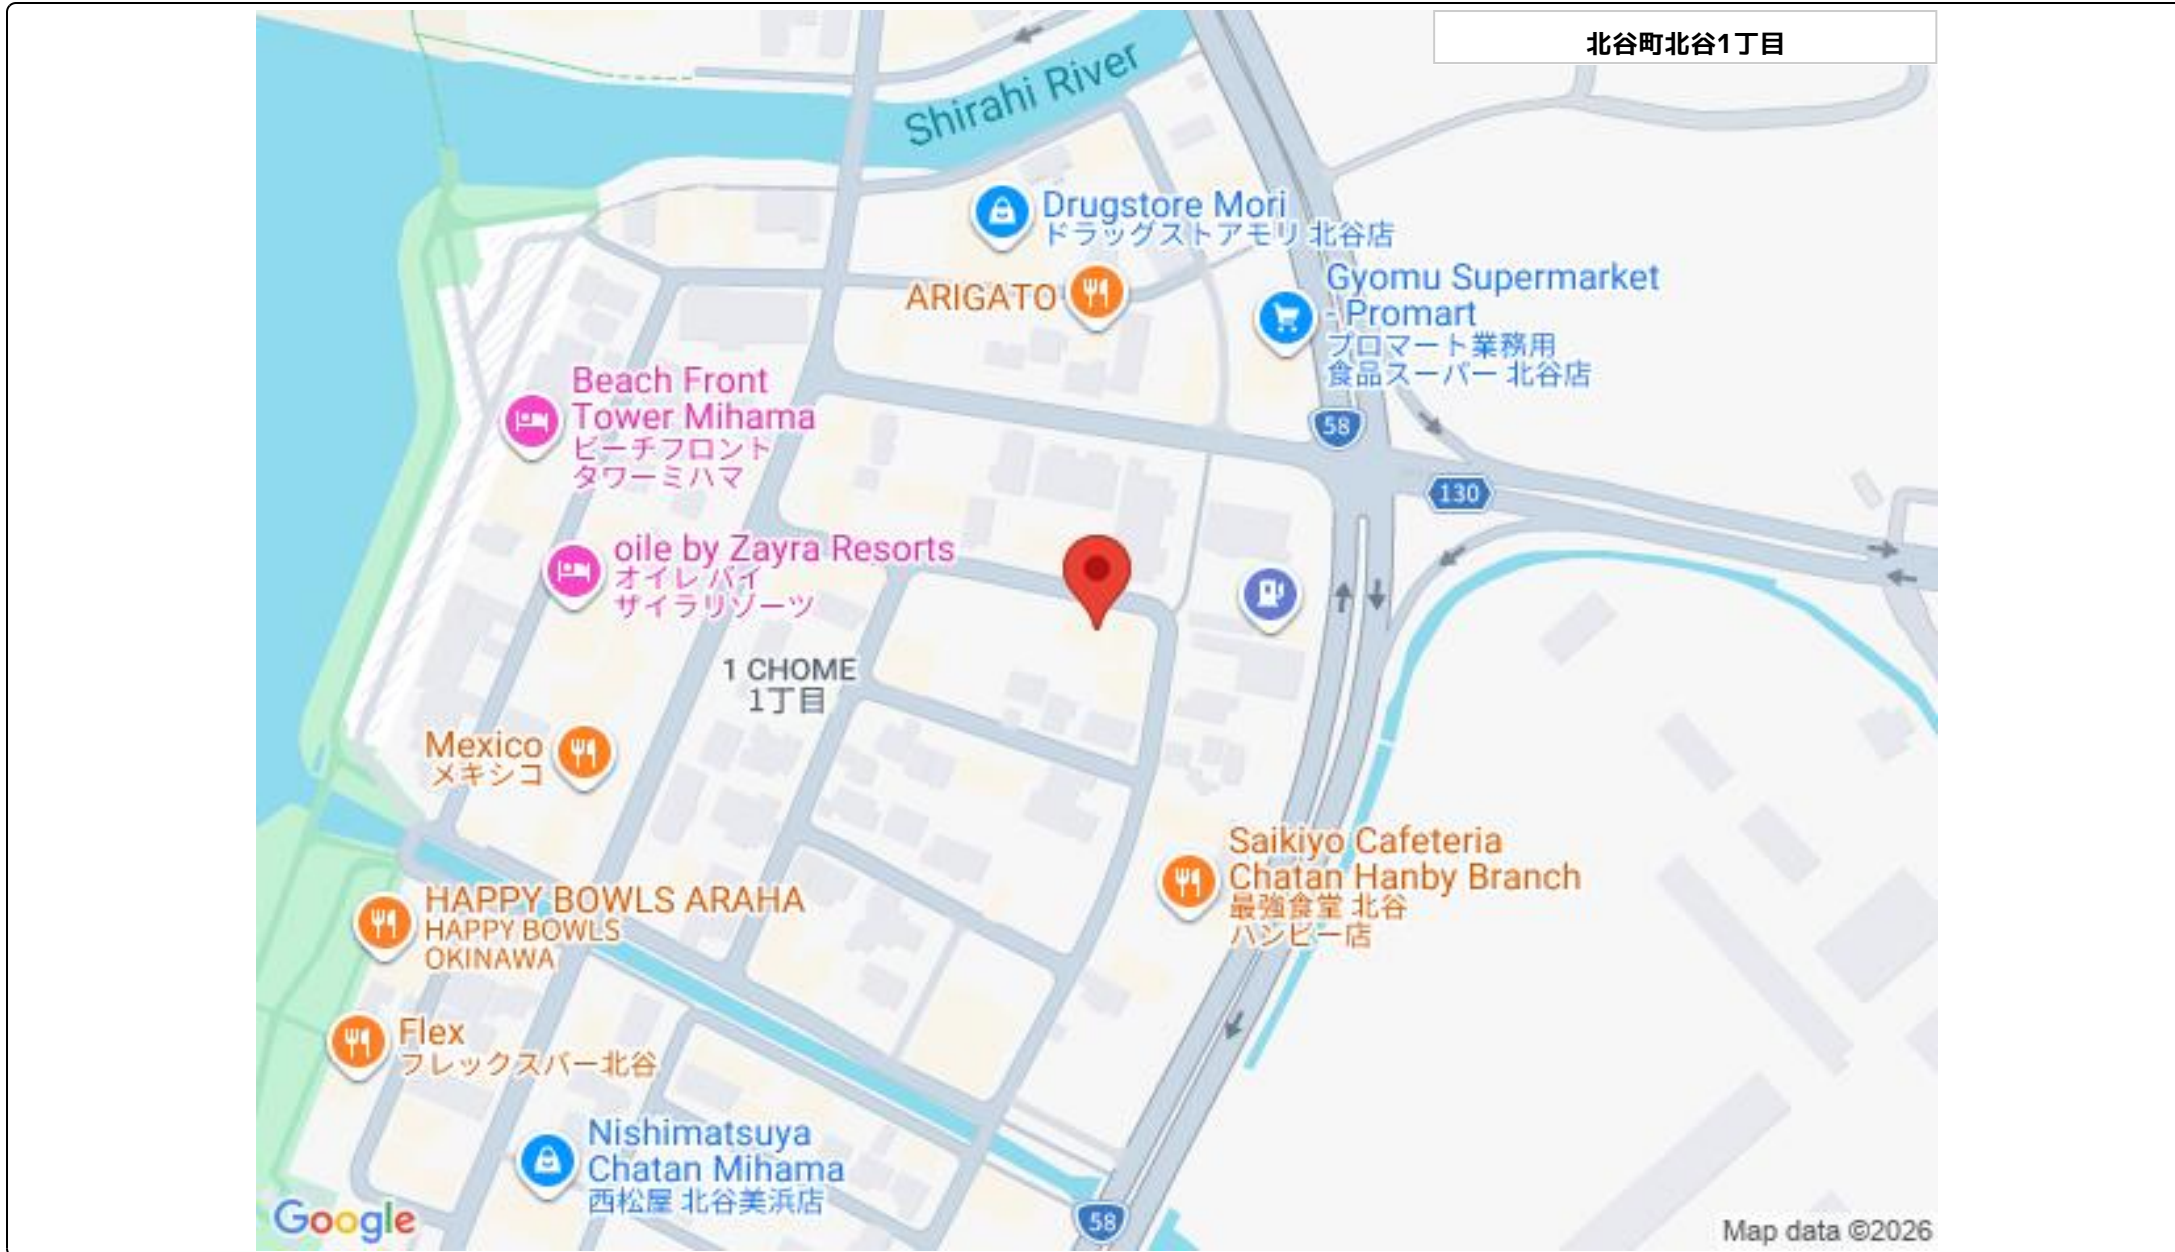 北谷町北谷1丁目
Shirahi River
Drugstore Mori
ドラッグストアモリ 北谷店
ARIGATO
Gyomu Supermarket
- Promart
プロマート業務用
食品スーパー 北谷店
Beach Front
Tower Mihama
ビーチフロント
タワーミハマ
58
130
oile by Zayra Resorts
オイレ バイ
ザイラリゾーツ
1 CHOME
1丁目
Mexico
メキシコ
Saikiyo Cafeteria
Chatan Hanby Branch
最強食堂 北谷
ハンビー店
HAPPY BOWLS ARAHA
HAPPY BOWLS
OKINAWA
Flex
フレックスバー北谷
Nishimatsuya
Chatan Mihama
西松屋 北谷美浜店
58
Google
Map data ©2026